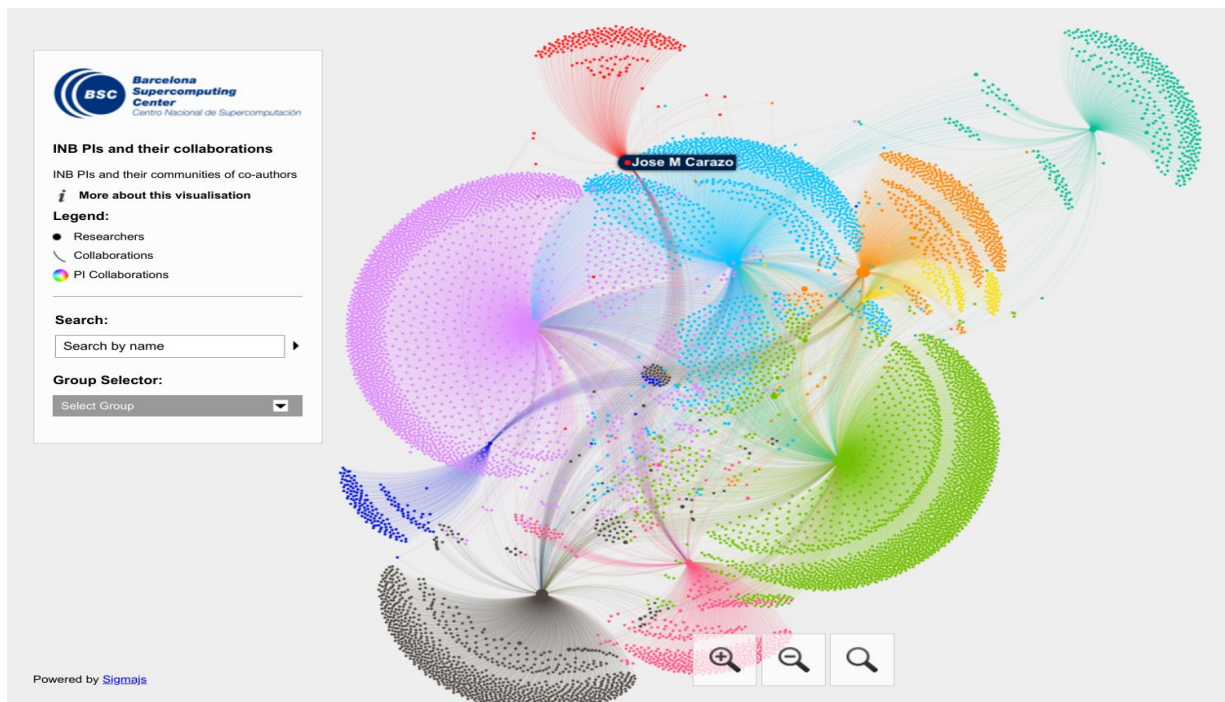 BSC
Barcelona
Supercomputing
Center
Centro Nacional de Supercomputación
INB PIs and their collaborations
INB PIs and their communities of co-authors
i More about this visualisation
Legend:
Researchers
Collaborations
PI Collaborations
Search:
Search by name
Group Selector:
Select Group
Powered by Sigmajs
Jose M Carazo